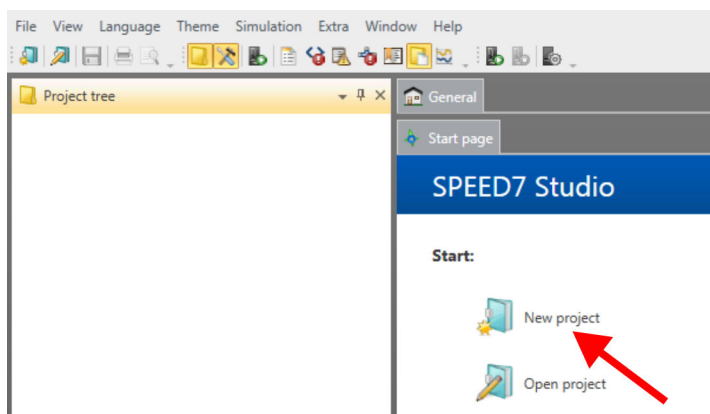 File View Language Theme Simulation Extra Window Help
Project tree
General
Start page
SPEED7 Studio
Start:
New project
Open project